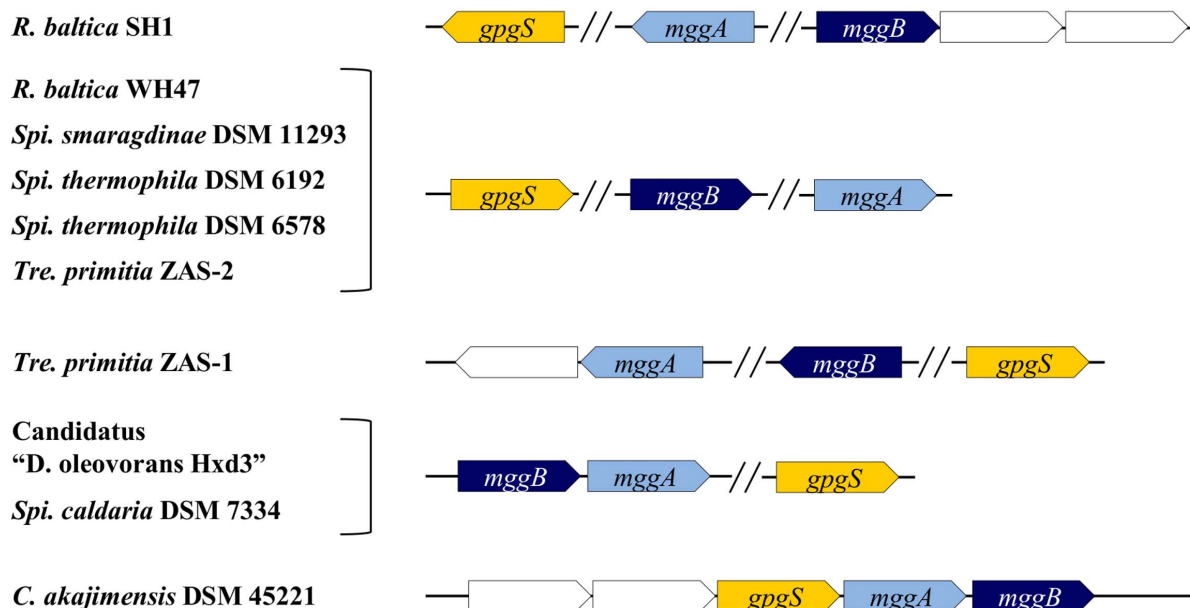 R. baltica SH1 gpgS // mggA // mggB
R. baltica WH47
Spi. smaragdinae DSM 11293
Spi. thermophila DSM 6192
gpgS // mggB // mggA
Spi. thermophila DSM 6578
Tre. primitia ZAS-2
Tre. primitia ZAS-1 mggA // mggB // gpgS
Candidatus
“D. oleovorans Hxd3”
mggB mggA // gpgS
Spi. caldaria DSM 7334
C. akajimensis DSM 45221 gpgS mggA mggB